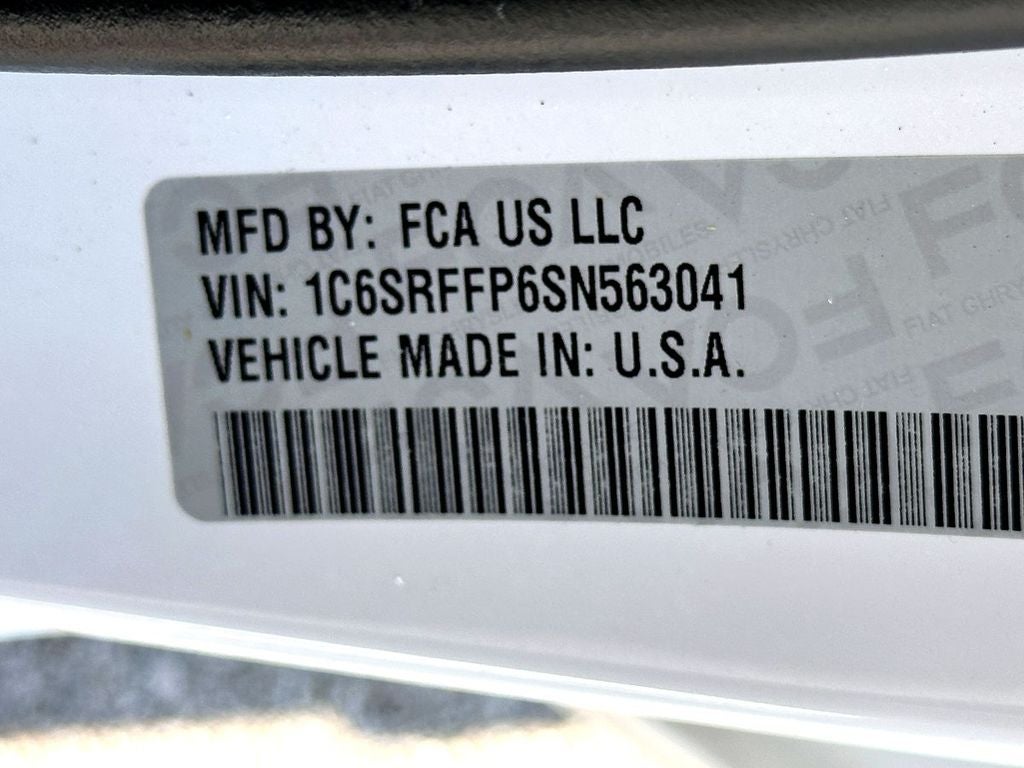 MFD BY: FCA US LLC
VIN: 1C6SRFFP6SN563041
VEHICLE MADE IN: U.S.A.